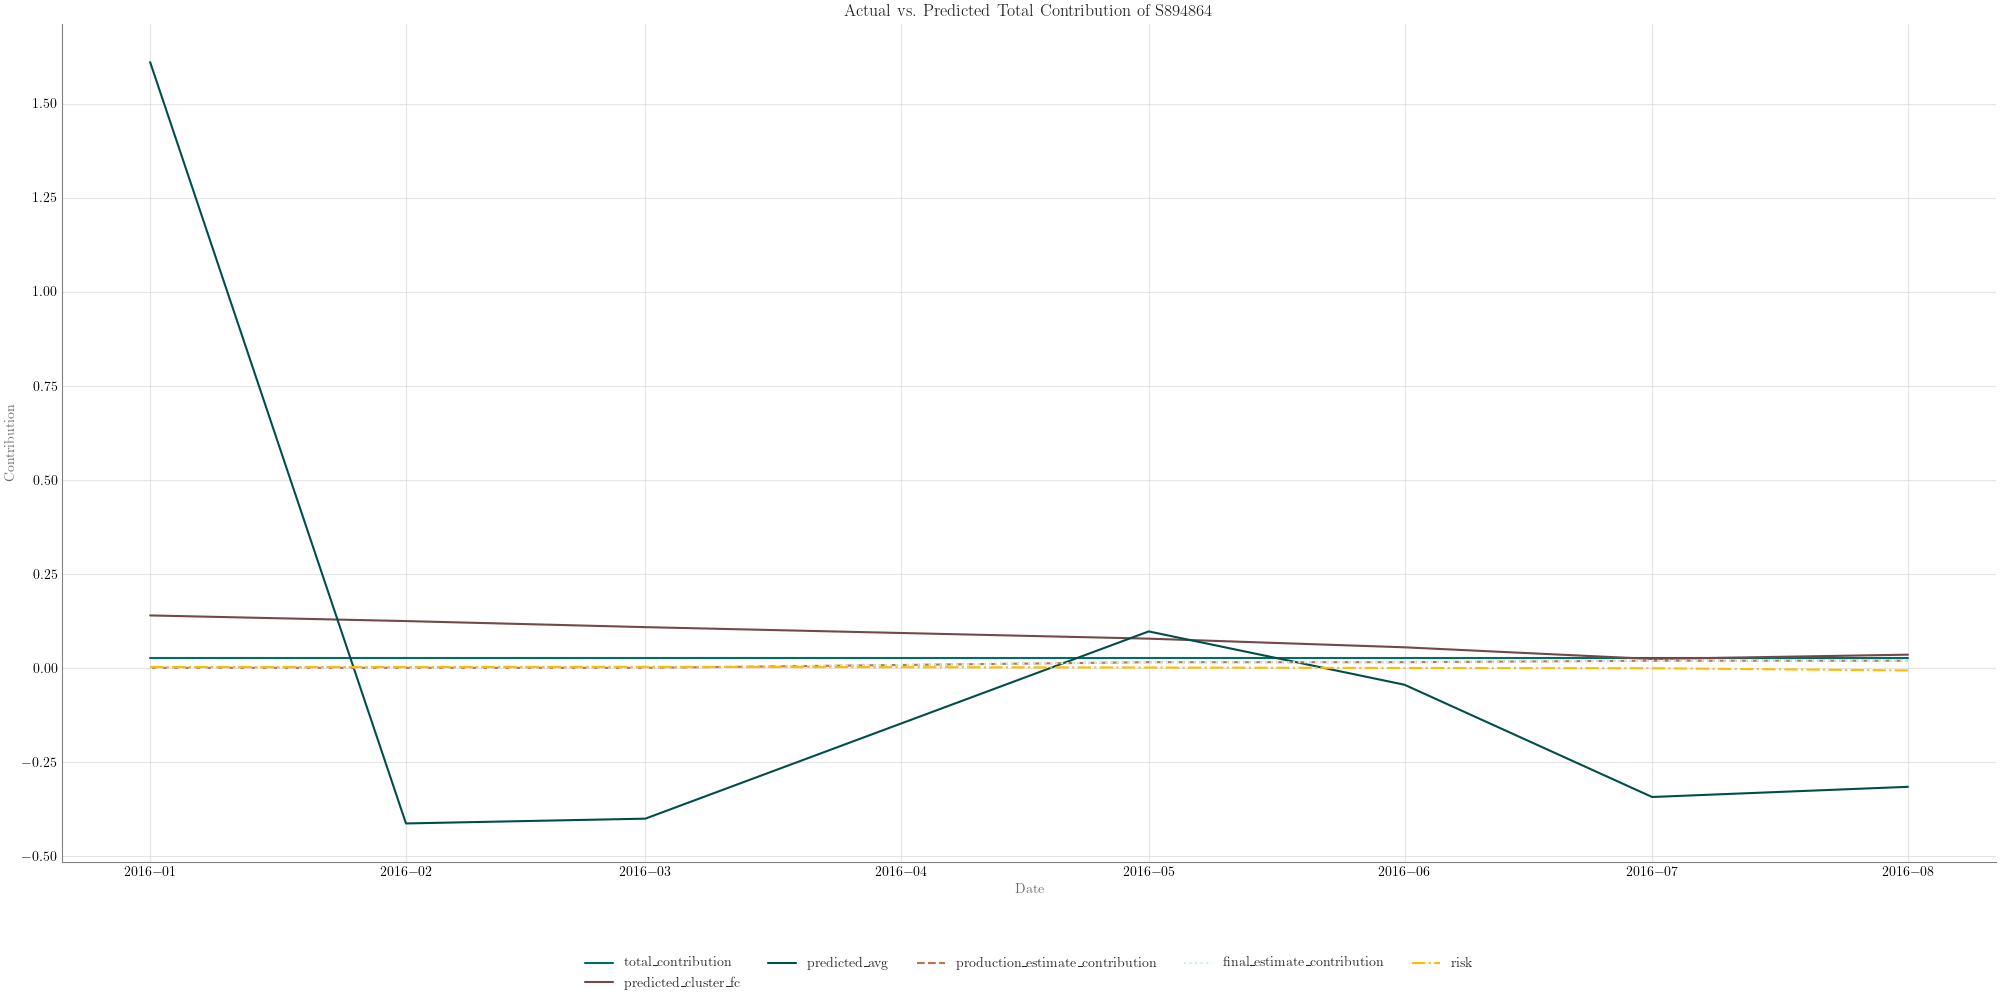 Actual vs. Predicted Total Contribution of S894864
Contribution
1.50
1.25
1.00
0.75
0.50
0.25
0.00
−0.25
−0.50
2016−01 2016−02 2016−03 2016−04 2016−05 2016−06 2016−07 2016−08
Date
total_contribution predicted_avg production_estimate_contribution final_estimate_contribution risk
predicted_cluster_fc